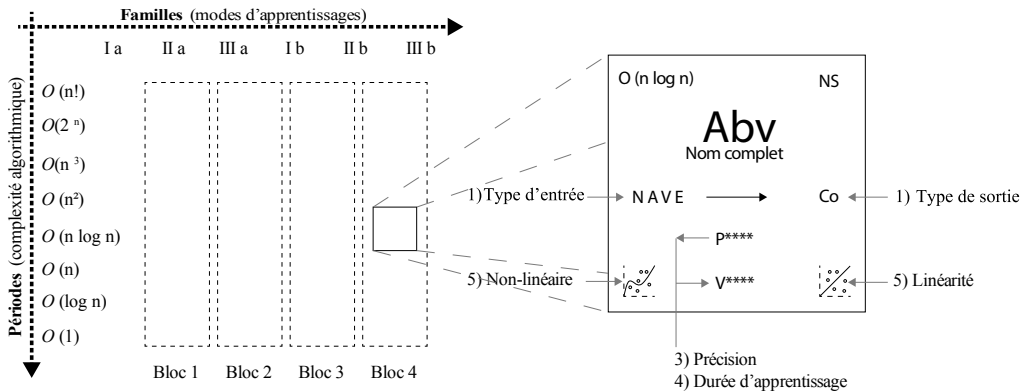 Familles (modes d'apprentissages)
I a II a III a I b II b III b
Périodes (complexité algorithmique)
O (n!)
O(2 ⁿ)
O(n ³)
O (n²)
O (n log n)
O (n)
O (log n)
O (1)
Bloc 1 Bloc 2 Bloc 3 Bloc 4
O (n log n) NS
Abv
Nom complet
1) Type d'entrée N A V E Co 1) Type de sortie
P****
5) Non-linéaire V**** 5) Linéarité
3) Précision
4) Durée d'apprentissage